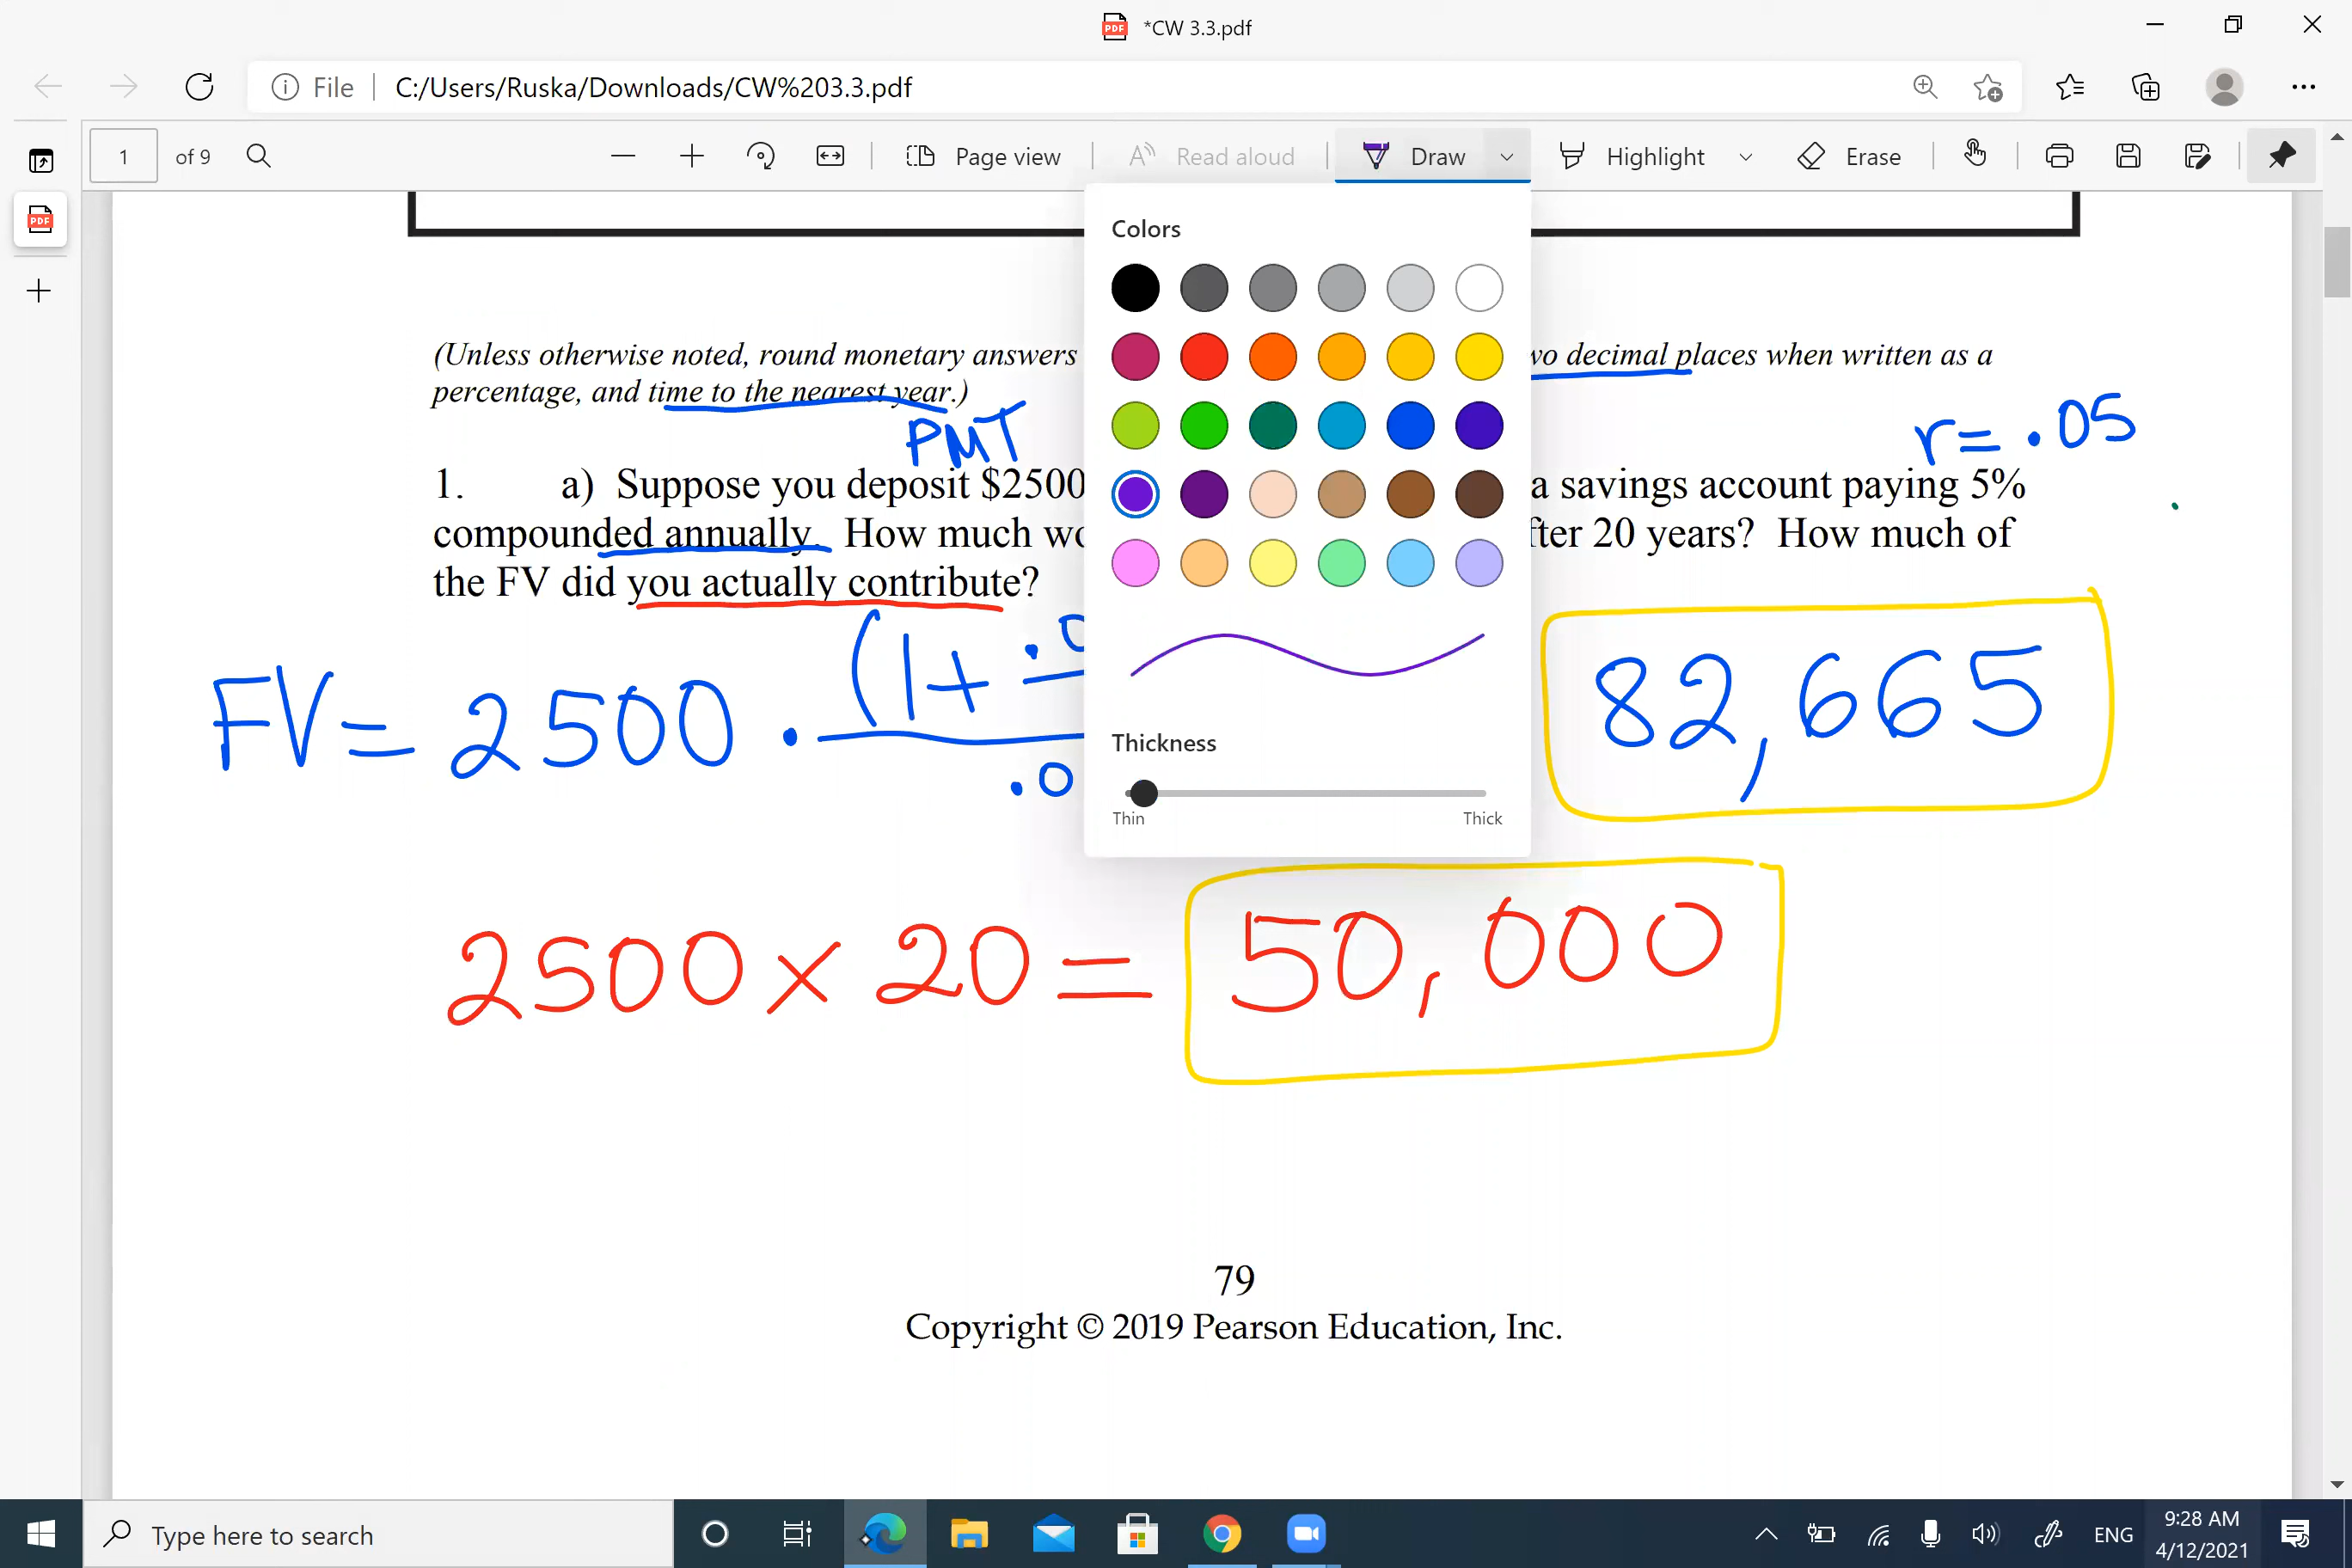 *CW 3.3.pdf
File C:/Users/Ruska/Downloads/CW%203.3.pdf
1 of 9 Page view Read aloud Draw Highlight Erase
Colors
(Unless otherwise noted, round monetary answers wo decimal places when written as a
percentage, and time to the nearest year.)
PMT r = .05
1. a) Suppose you deposit $2500 a savings account paying 5%
compounded annually. How much wo fter 20 years? How much of
the FV did you actually contribute?
FV = 2500 · (1 + .0 82,665
.0
Thickness
Thin Thick
2500 × 20 = 50,000
79
Copyright © 2019 Pearson Education, Inc.
Type here to search ENG 9:28 AM
4/12/2021